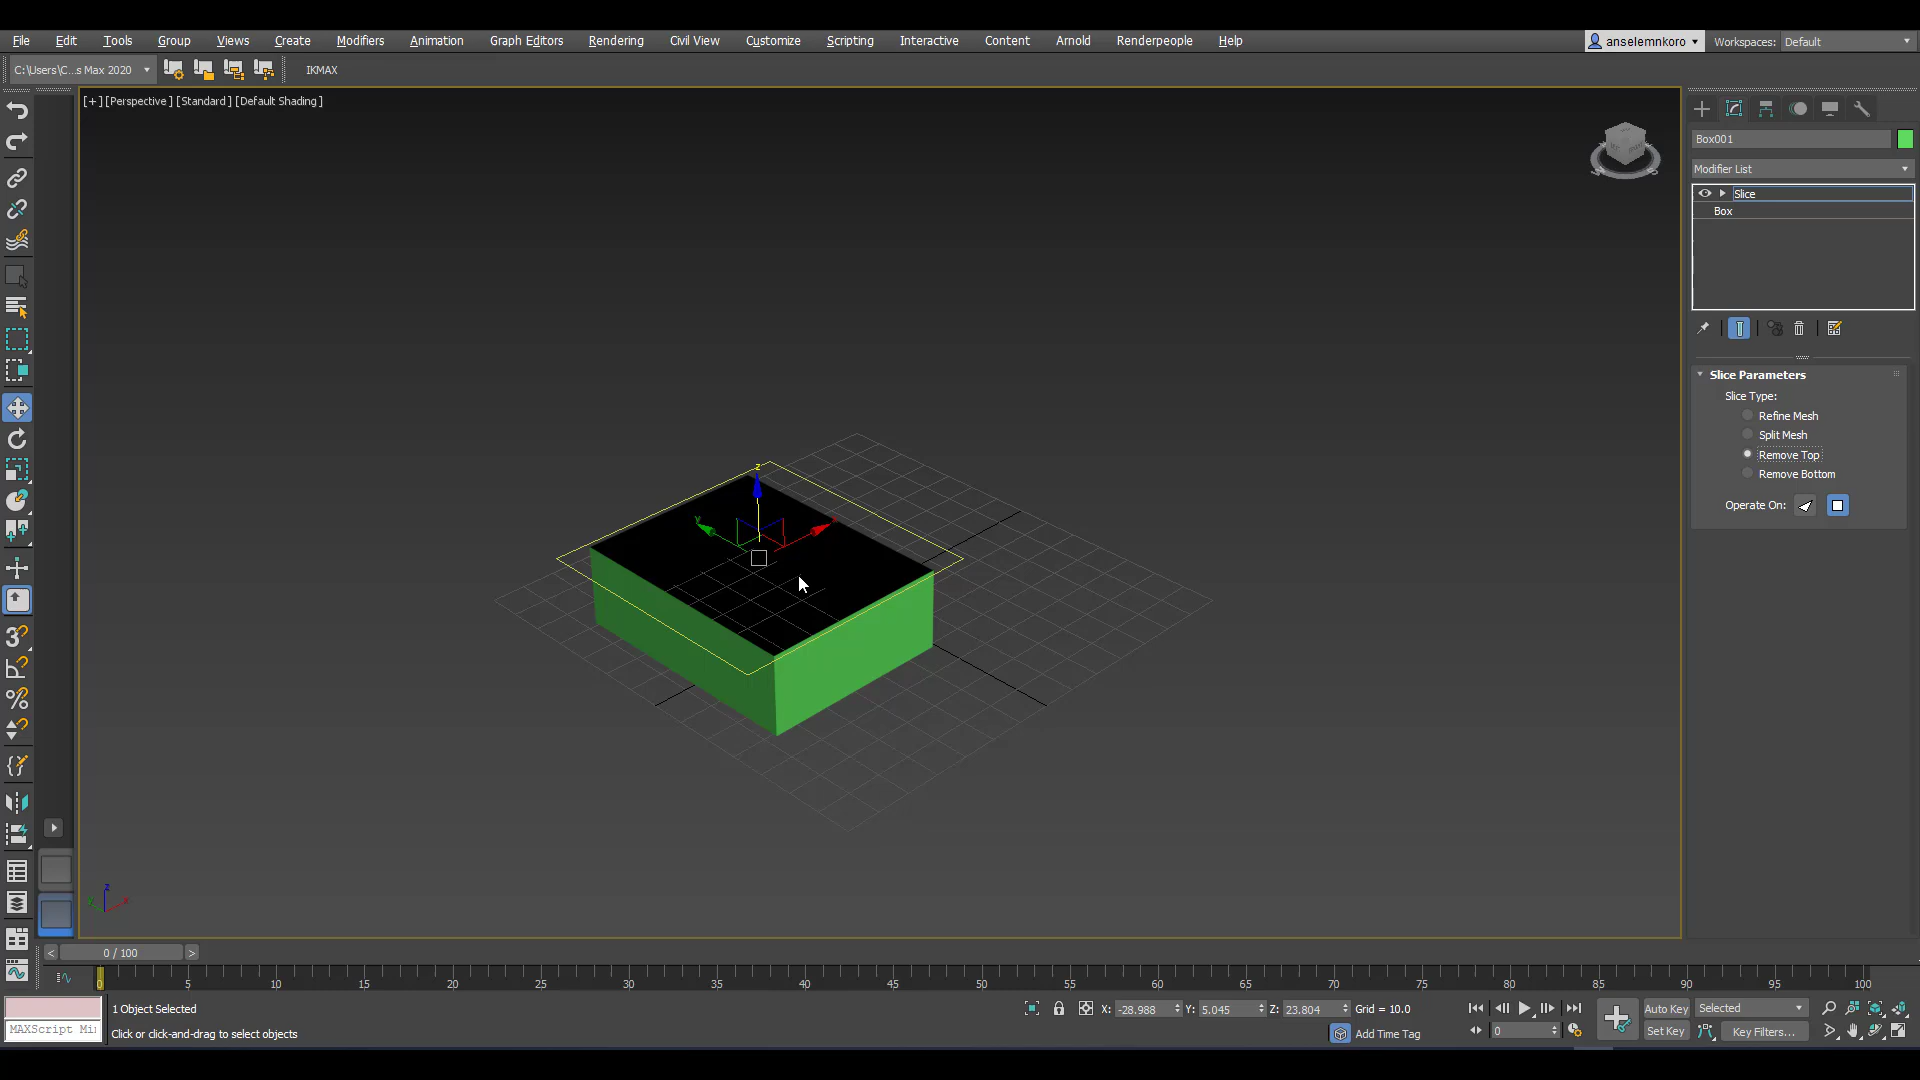 File Edit Tools Group Views Create Modifiers Animation Graph Editors Rendering Civil View Customize Scripting Interactive Content Arnold Renderpeople Help anselemnkoro Workspaces: Default
C:\Users\C...s Max 2020 IKMAX
[+] [Perspective ] [Standard ] [Default Shading ]
Box001
Modifier List
Slice
Box
Slice Parameters
Slice Type:
Refine Mesh
Split Mesh
Remove Top
Remove Bottom
Operate On:
z
y
z
x
0 / 100
0 5 10 15 20 25 30 35 40 45 50 55 60 65 70 75 80 85 90 95 100
1 Object Selected X: -28.988 Y: 5.045 Z: 23.804 Grid = 10.0 Auto Key Selected
MAXScript Mi Click or click-and-drag to select objects Add Time Tag 0 Set Key Key Filters...